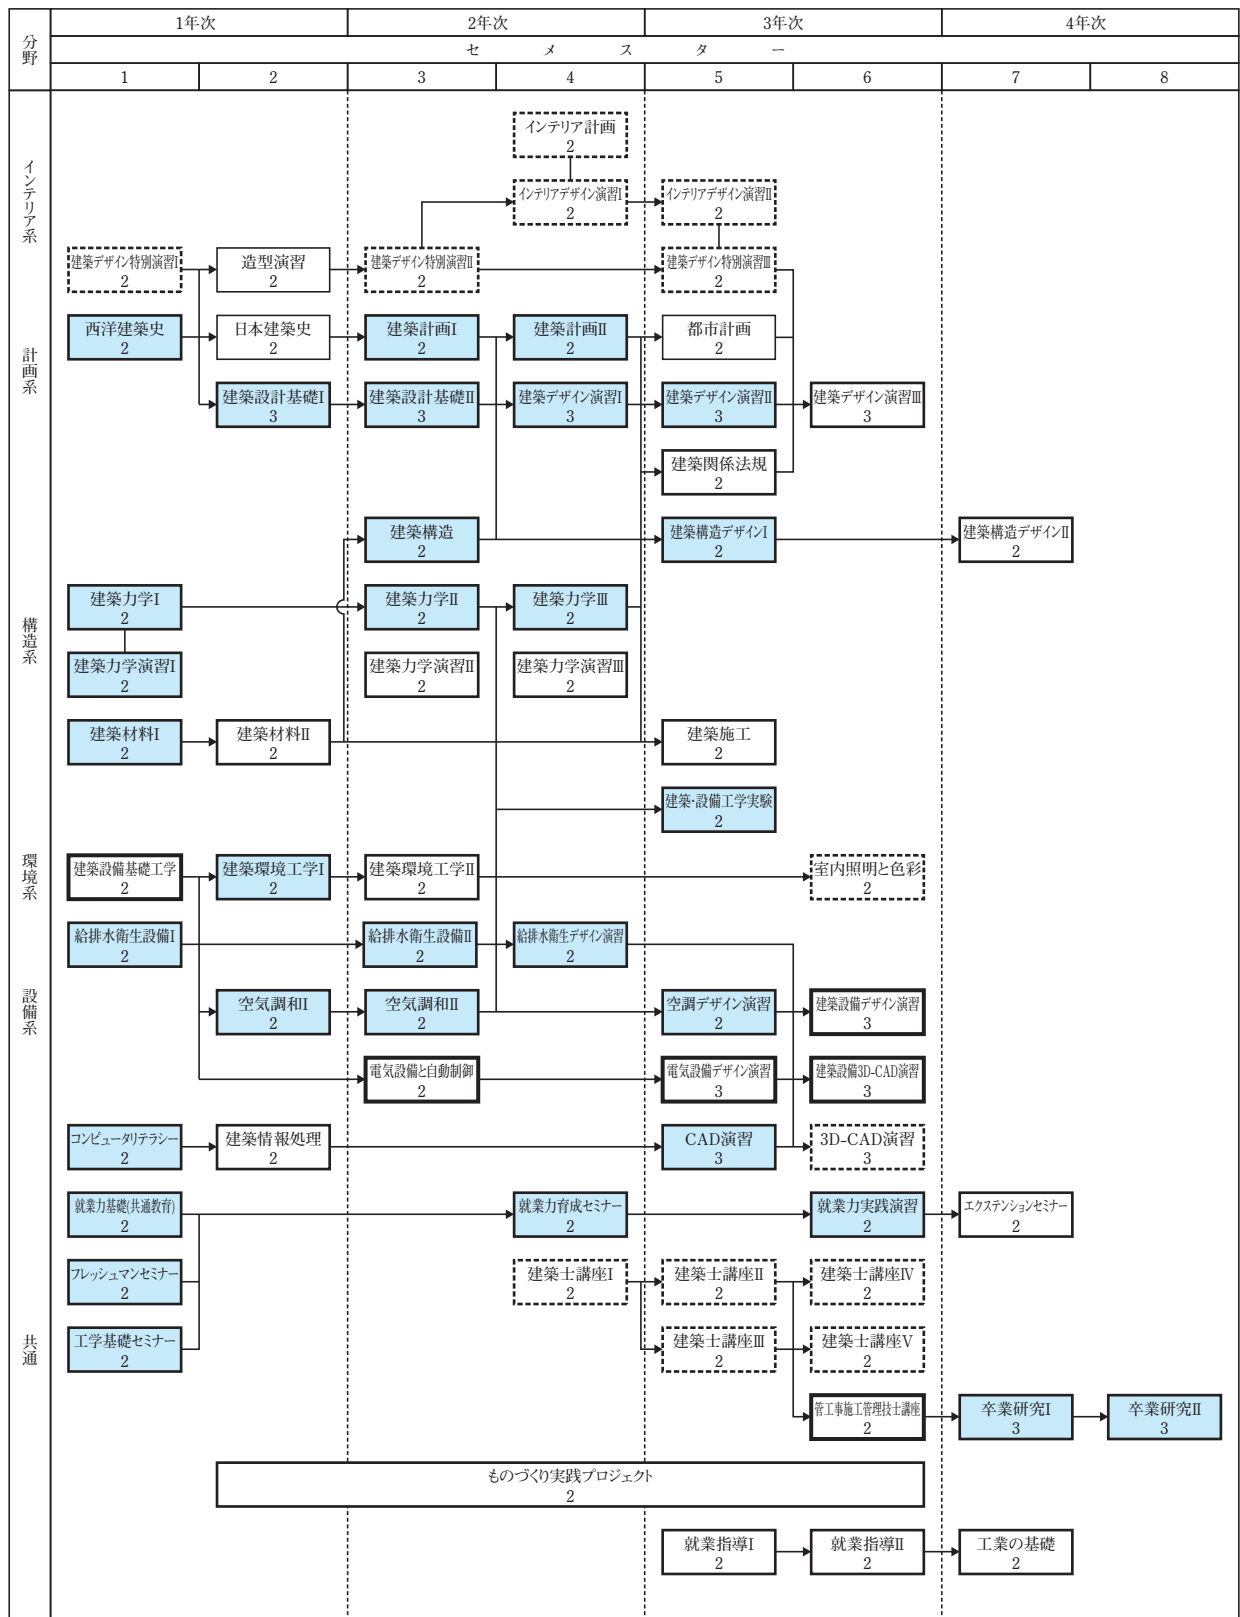 分野
1年次
2年次
3年次
4年次
セメスター
1
2
3
4
5
6
7
8
インテリア系
計画系
構造系
環境系
設備系
共通
インテリア計画
2
インテリアデザイン演習Ⅰ
2
インテリアデザイン演習Ⅱ
2
建築デザイン特別演習Ⅰ
2
造型演習
2
建築デザイン特別演習Ⅱ
2
建築デザイン特別演習Ⅲ
2
西洋建築史
2
日本建築史
2
建築計画Ⅰ
2
建築計画Ⅱ
2
都市計画
2
建築設計基礎Ⅰ
3
建築設計基礎Ⅱ
3
建築デザイン演習Ⅰ
3
建築デザイン演習Ⅱ
3
建築デザイン演習Ⅲ
3
建築関係法規
2
建築構造
2
建築構造デザインⅠ
2
建築構造デザインⅡ
2
建築力学Ⅰ
2
建築力学Ⅱ
2
建築力学Ⅲ
2
建築力学演習Ⅰ
2
建築力学演習Ⅱ
2
建築力学演習Ⅲ
2
建築材料Ⅰ
2
建築材料Ⅱ
2
建築施工
2
建築・設備工学実験
2
建築設備基礎工学
2
建築環境工学Ⅰ
2
建築環境工学Ⅱ
2
室内照明と色彩
2
給排水衛生設備Ⅰ
2
給排水衛生設備Ⅱ
2
給排水衛生デザイン演習
2
空気調和Ⅰ
2
空気調和Ⅱ
2
空調デザイン演習
2
建築設備デザイン演習
3
電気設備と自動制御
2
電気設備デザイン演習
3
建築設備3D-CAD演習
3
コンピュータリテラシー
2
建築情報処理
2
CAD演習
3
3D-CAD演習
3
就業力基礎(共通教育)
2
就業力育成セミナー
2
就業力実践演習
2
エクステンションセミナー
2
フレッシュマンセミナー
2
建築士講座Ⅰ
2
建築士講座Ⅱ
2
建築士講座Ⅳ
2
工学基礎セミナー
2
建築士講座Ⅲ
2
建築士講座Ⅴ
2
管工事施工管理技士講座
2
卒業研究Ⅰ
3
卒業研究Ⅱ
3
ものづくり実践プロジェクト
2
就業指導Ⅰ
2
就業指導Ⅱ
2
工業の基礎
2